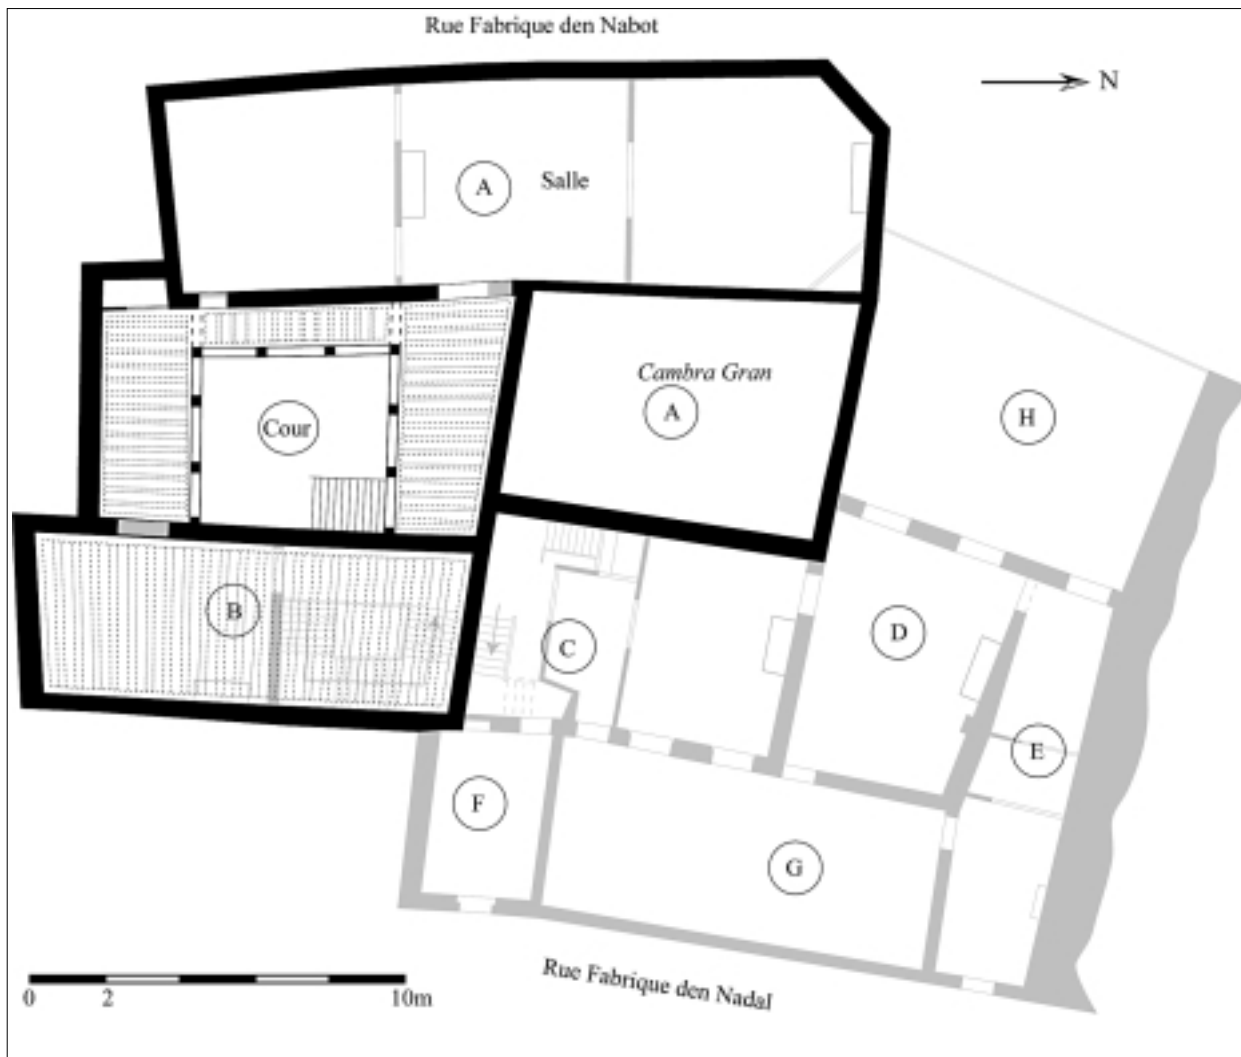 Rue Fabrique den Nabot
N
A
Salle
Cambra Gran
A
H
Cour
B
C
D
E
F
G
Rue Fabrique den Nadal
0
2
10m